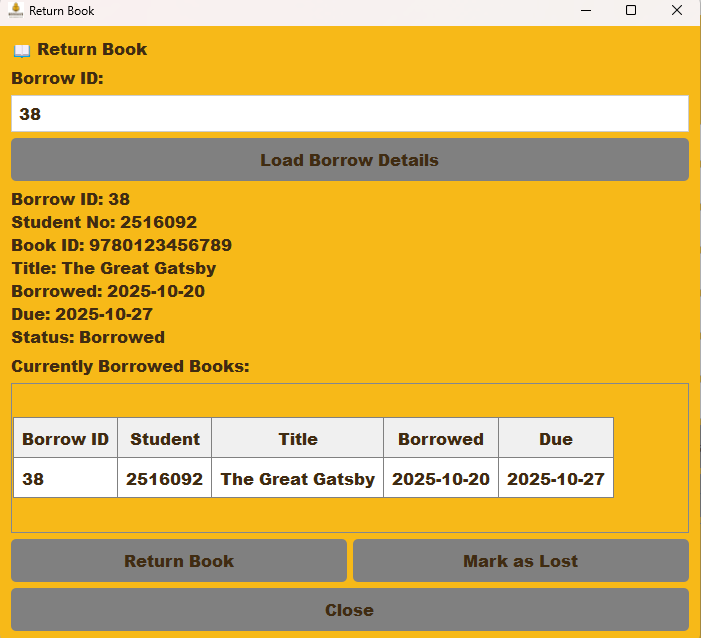 Return Book
📖 Return Book
Borrow ID:
38
Load Borrow Details
Borrow ID: 38
Student No: 2516092
Book ID: 9780123456789
Title: The Great Gatsby
Borrowed: 2025-10-20
Due: 2025-10-27
Status: Borrowed
Currently Borrowed Books:
Borrow ID Student Title Borrowed Due
38 2516092 The Great Gatsby 2025-10-20 2025-10-27
Return Book Mark as Lost
Close